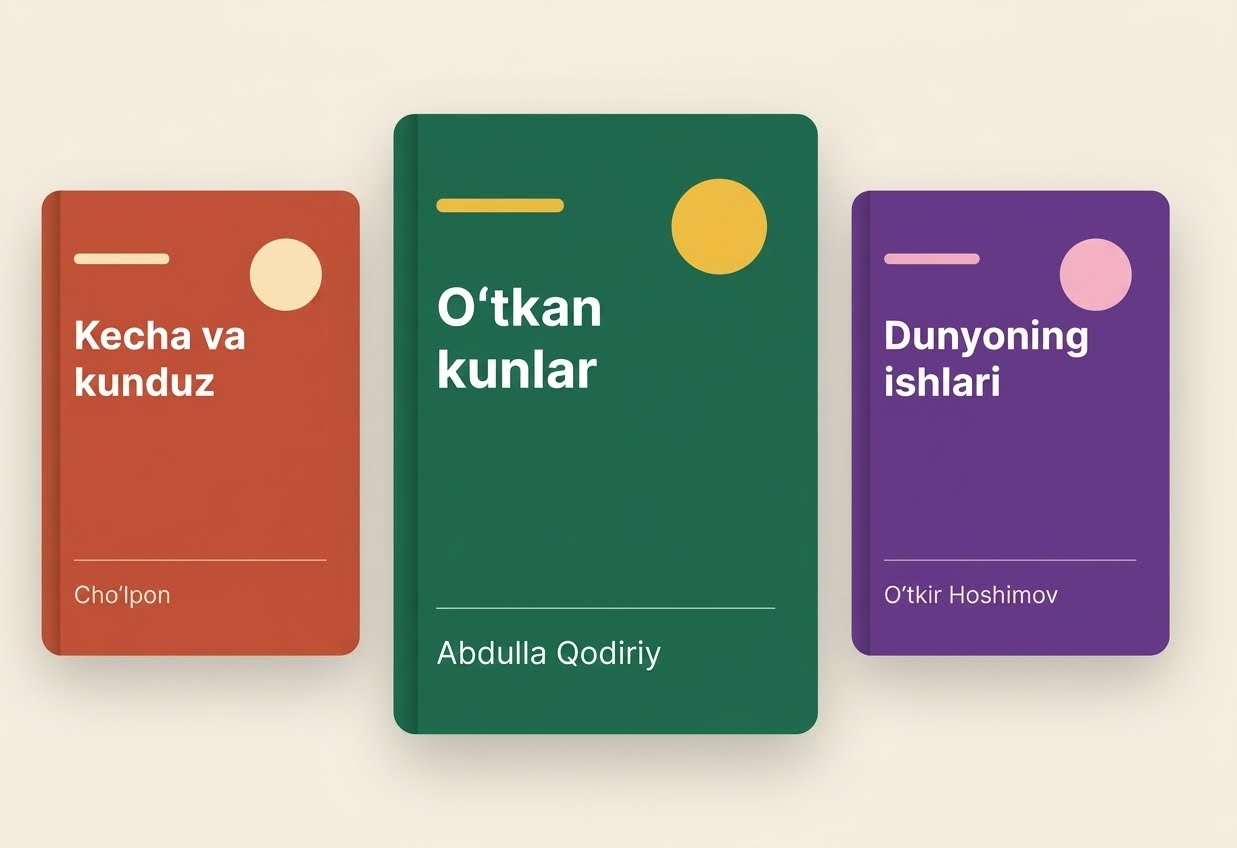 Kecha va
kunduz
Cho’lpon
O‘tkan
kunlar
Abdulla Qodiriy
Dunyoning
ishlari
O’tkir Hoshimov